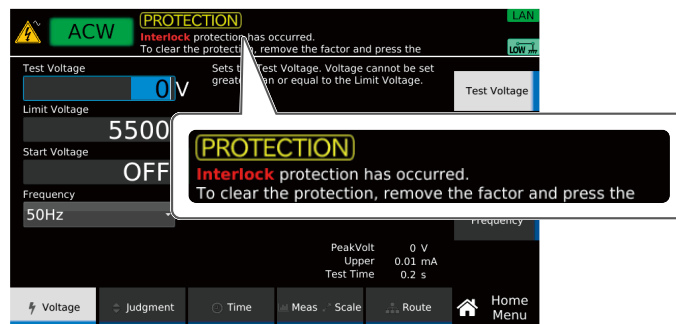 LAN
PROTECTION
ACW
Interlock protection has occurred.
To clear the protection, remove the factor and press the
LOW
Test Voltage
0 V
Sets Test Voltage. Voltage cannot be set
or equal to the Limit Voltage.
Test Voltage
Limit Voltage
5500
Start Voltage
OFF
PROTECTION
Interlock protection has occurred.
To clear the protection, remove the factor and press the
Frequency
50Hz
Frequency
PeakVolt 0 V
Upper 0.01 mA
Test Time 0.2 s
Voltage
Judgment
Time
Meas
Scale
Route
Home
Menu